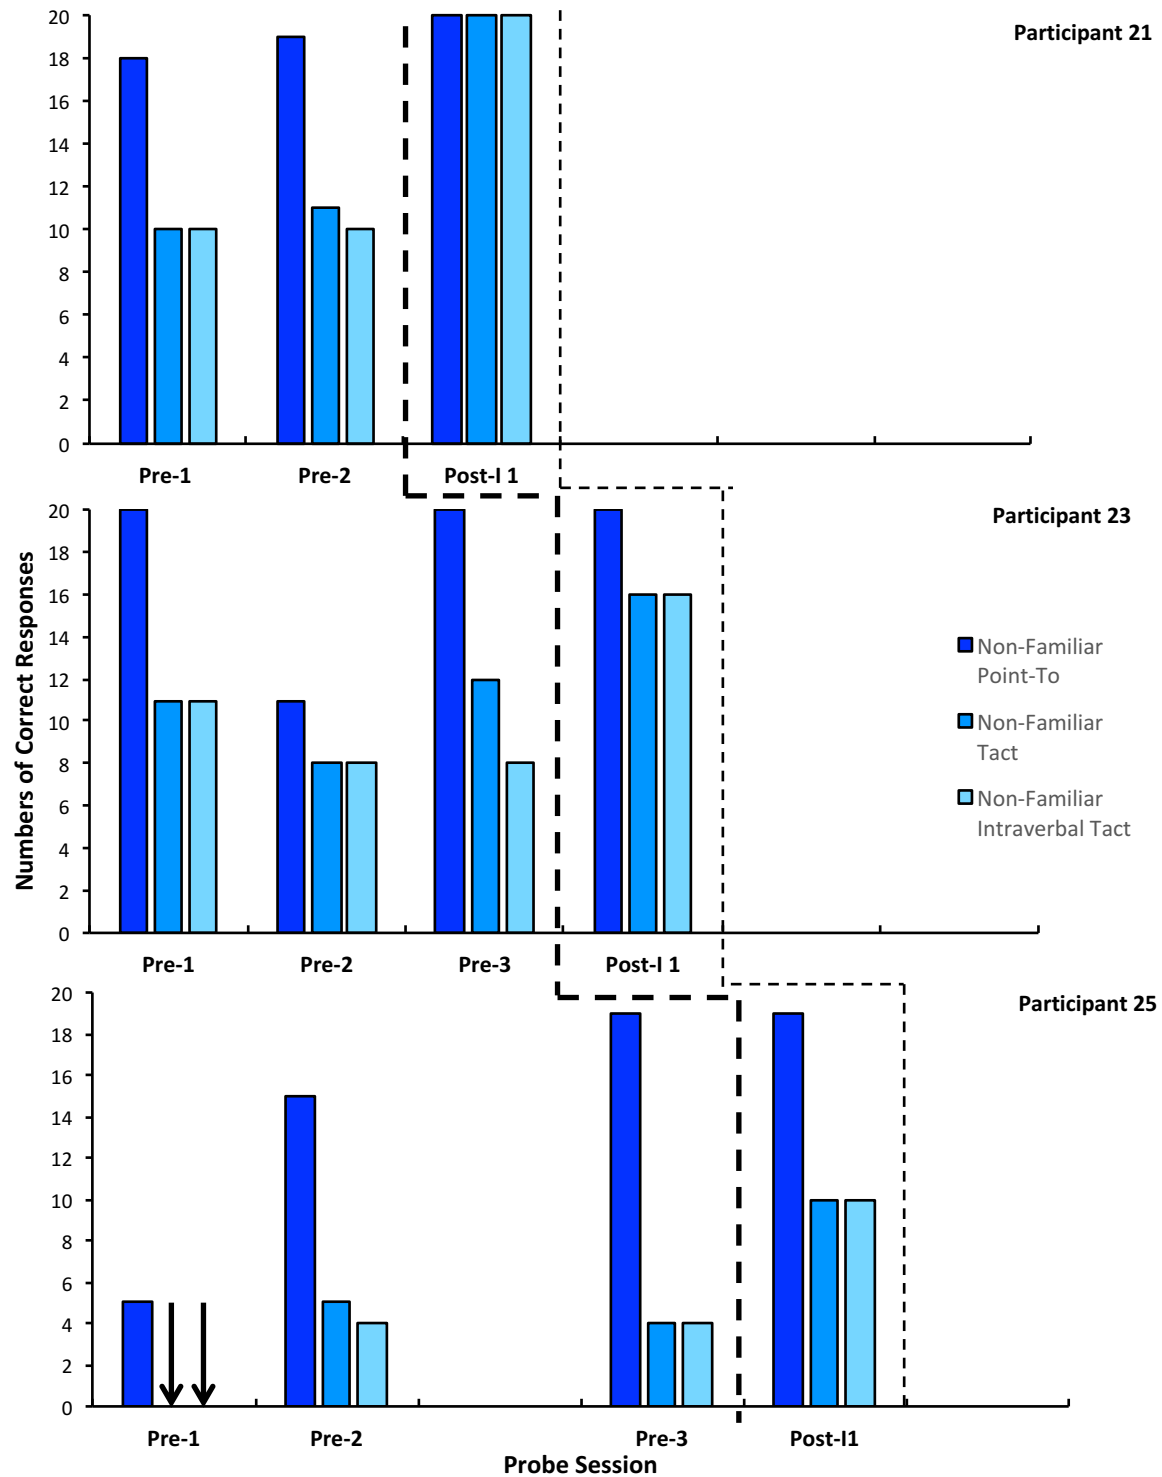 Participant 21
20
18
16
14
12
10
8
6
4
2
0
Pre-1 Pre-2 Post-I 1
Participant 23
20
18
16
14
12
10
8
6
4
2
0
Pre-1 Pre-2 Pre-3 Post-I 1
Numbers of Correct Responses
Non-Familiar
Point-To
Non-Familiar
Tact
Non-Familiar
Intraverbal Tact
Participant 25
20
18
16
14
12
10
8
6
4
2
0
Pre-1 Pre-2 Pre-3 Post-I1
Probe Session